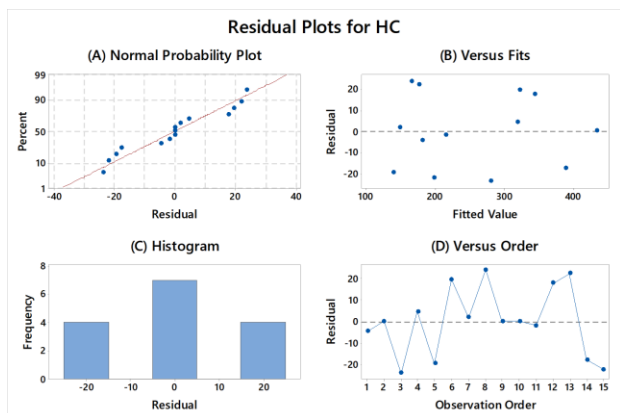 Residual Plots for HC
(A) Normal Probability Plot
Percent
99
90
50
10
1
-40 -20 0 20 40
Residual
(B) Versus Fits
Residual
20
10
0
-10
-20
100 200 300 400
Fitted Value
(C) Histogram
Frequency
8
6
4
2
0
-20 -10 0 10 20
Residual
(D) Versus Order
Residual
20
10
0
-10
-20
1 2 3 4 5 6 7 8 9 10 11 12 13 14 15
Observation Order